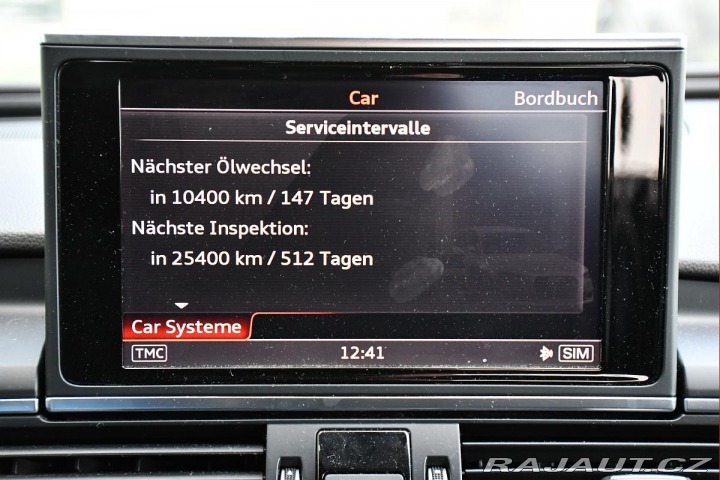 Car Bordbuch
Serviceintervalle
Nächster Ölwechsel:
in 10400 km / 147 Tagen
Nächste Inspektion:
in 25400 km / 512 Tagen
Car Systeme
TMC 12:41 SIM
RAJAUT.CZ